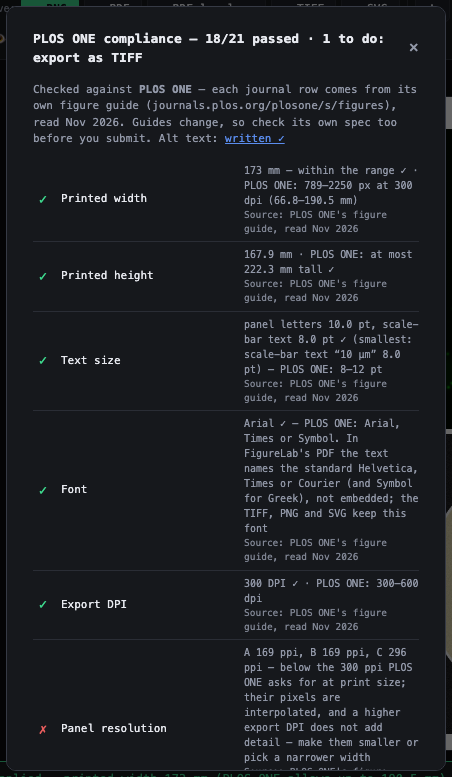 PLOS ONE compliance — 18/21 passed · 1 to do:
export as TIFF
×
Checked against PLOS ONE — each journal row comes from its
own figure guide (journals.plos.org/plosone/s/figures),
read Nov 2026. Guides change, so check its own spec too
before you submit. Alt text: written ✓
✓ Printed width
173 mm — within the range ✓ ·
PLOS ONE: 789–2250 px at 300
dpi (66.8–190.5 mm)
Source: PLOS ONE's figure
guide, read Nov 2026
✓ Printed height
167.9 mm · PLOS ONE: at most
222.3 mm tall ✓
Source: PLOS ONE's figure
guide, read Nov 2026
✓ Text size
panel letters 10.0 pt, scale-
bar text 8.0 pt ✓ (smallest:
scale-bar text “10 µm” 8.0
pt) — PLOS ONE: 8–12 pt
Source: PLOS ONE's figure
guide, read Nov 2026
✓ Font
Arial ✓ — PLOS ONE: Arial,
Times or Symbol. In
FigureLab's PDF the text
names the standard Helvetica,
Times or Courier (and Symbol
for Greek), not embedded; the
TIFF, PNG and SVG keep this
font
Source: PLOS ONE's figure
guide, read Nov 2026
✓ Export DPI
300 DPI ✓ · PLOS ONE: 300–600
dpi
Source: PLOS ONE's figure
guide, read Nov 2026
✗ Panel resolution
A 169 ppi, B 169 ppi, C 296
ppi — below the 300 ppi PLOS
ONE asks for at print size;
their pixels are
interpolated, and a higher
export DPI does not add
detail — make them smaller or
pick a narrower width